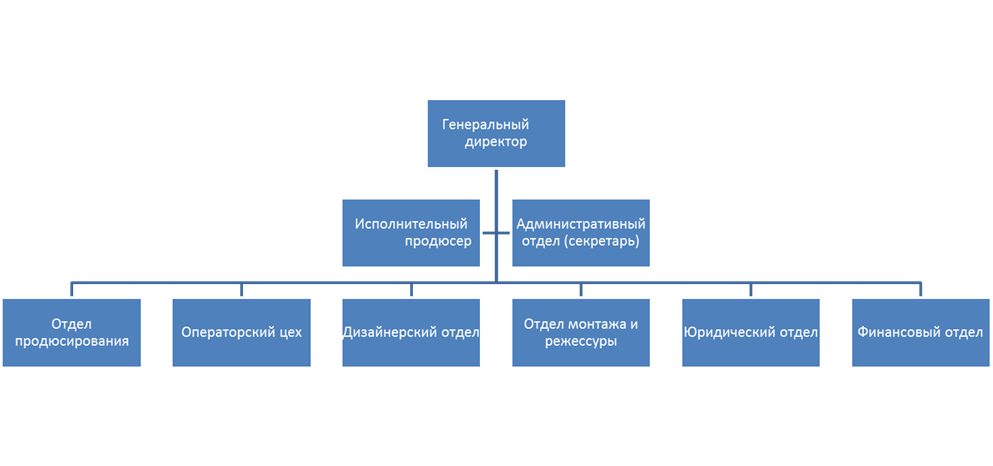 Генеральный
директор
Исполнительный
продюсер
Административный
отдел (секретарь)
Отдел
продюсирования
Операторский цех
Дизайнерский отдел
Отдел монтажа и
режессуры
Юридический отдел
Финансовый отдел